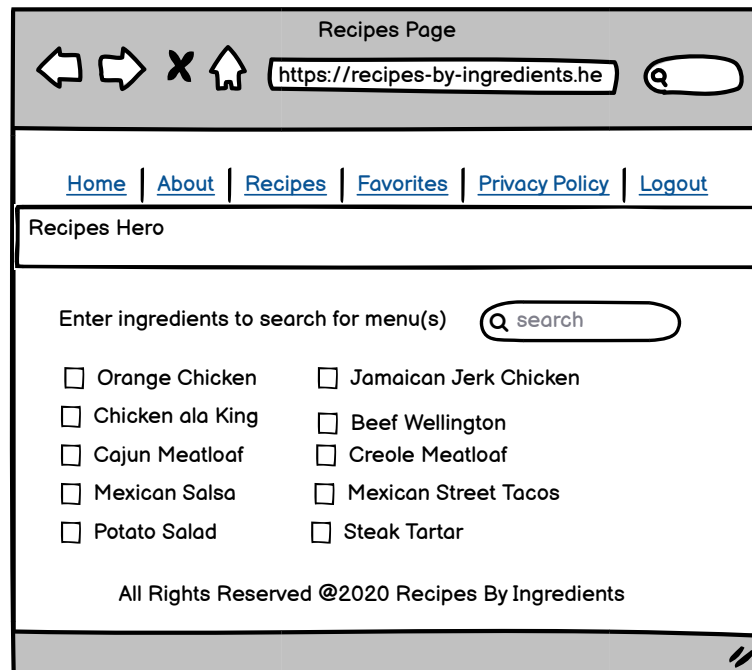 Recipes Page
https://recipes-by-ingredients.he
Home About Recipes Favorites Privacy Policy Logout
Recipes Hero
Enter ingredients to search for menu(s) search
Orange Chicken Jamaican Jerk Chicken
Chicken ala King Beef Wellington
Cajun Meatloaf Creole Meatloaf
Mexican Salsa Mexican Street Tacos
Potato Salad Steak Tartar
All Rights Reserved @2020 Recipes By Ingredients